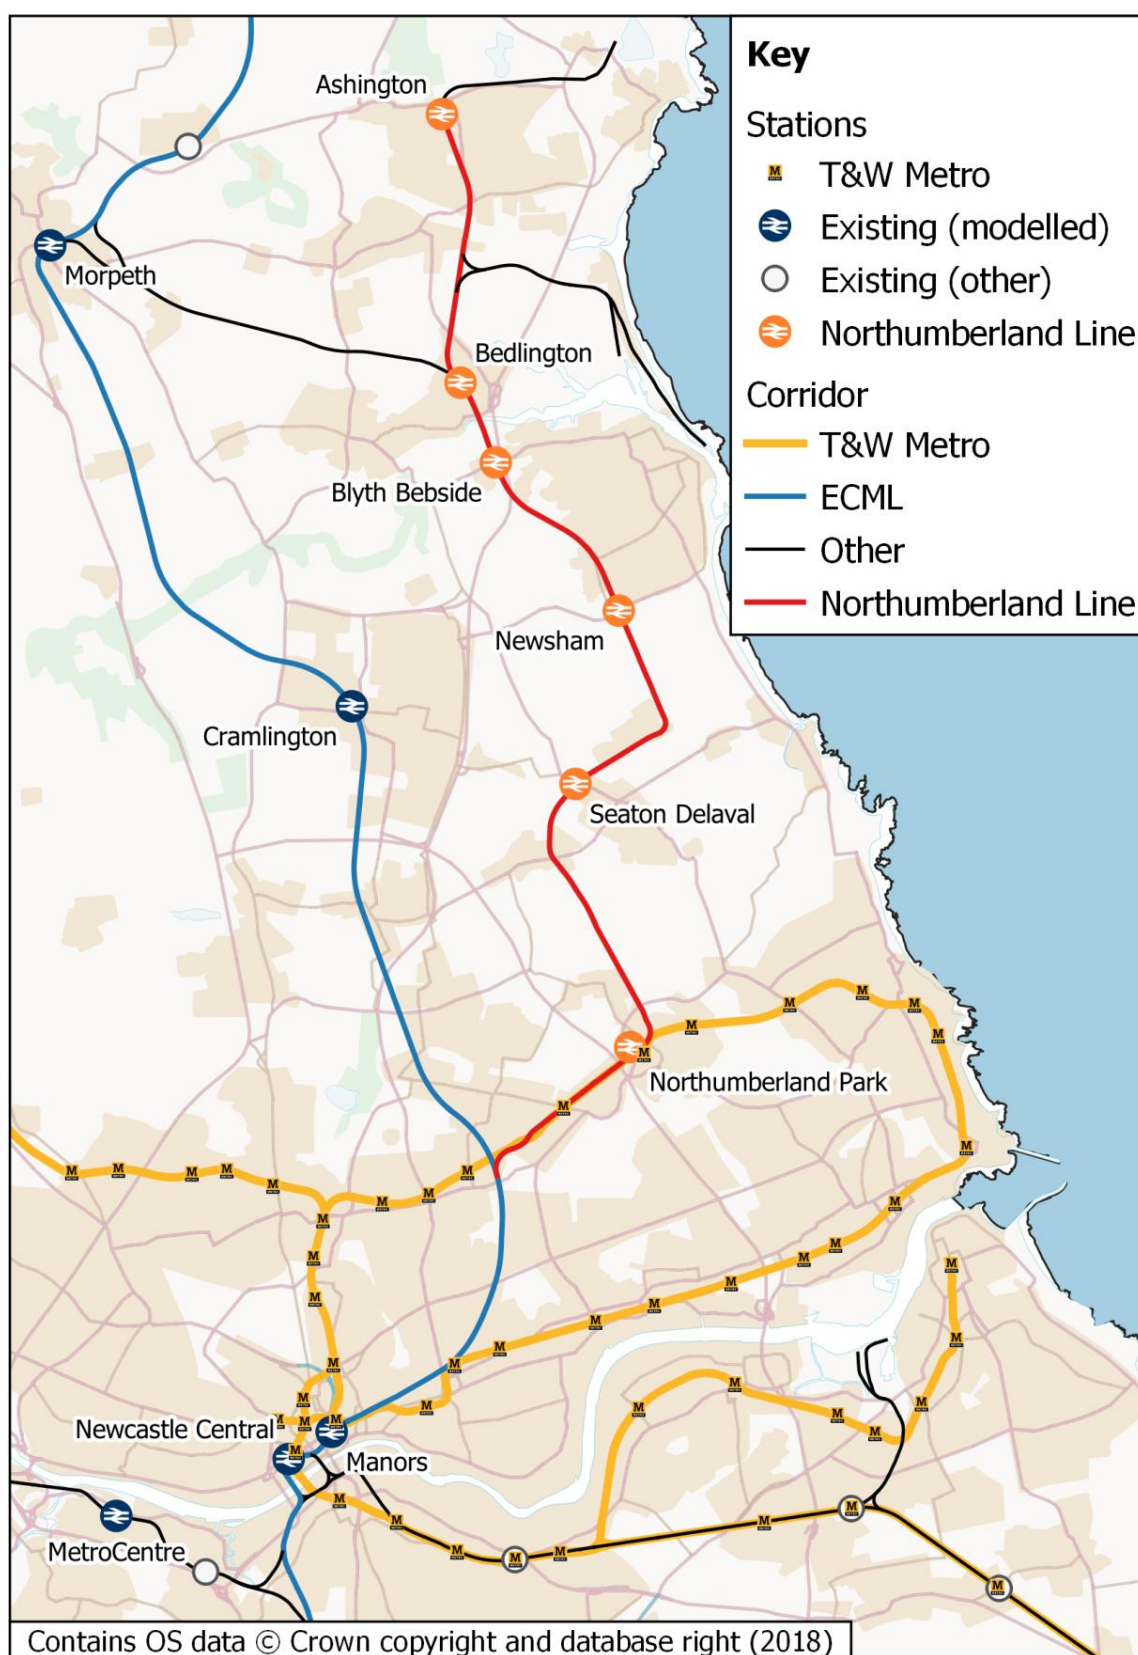 Key
Stations
T&W Metro
Existing (modelled)
Existing (other)
Northumberland Line
Corridor
T&W Metro
ECML
Other
Northumberland Line
Ashington
Morpeth
Bedlington
Blyth Bebside
Newsham
Cramlington
Seaton Delaval
Northumberland Park
Newcastle Central
Manors
MetroCentre
Contains OS data © Crown copyright and database right (2018)